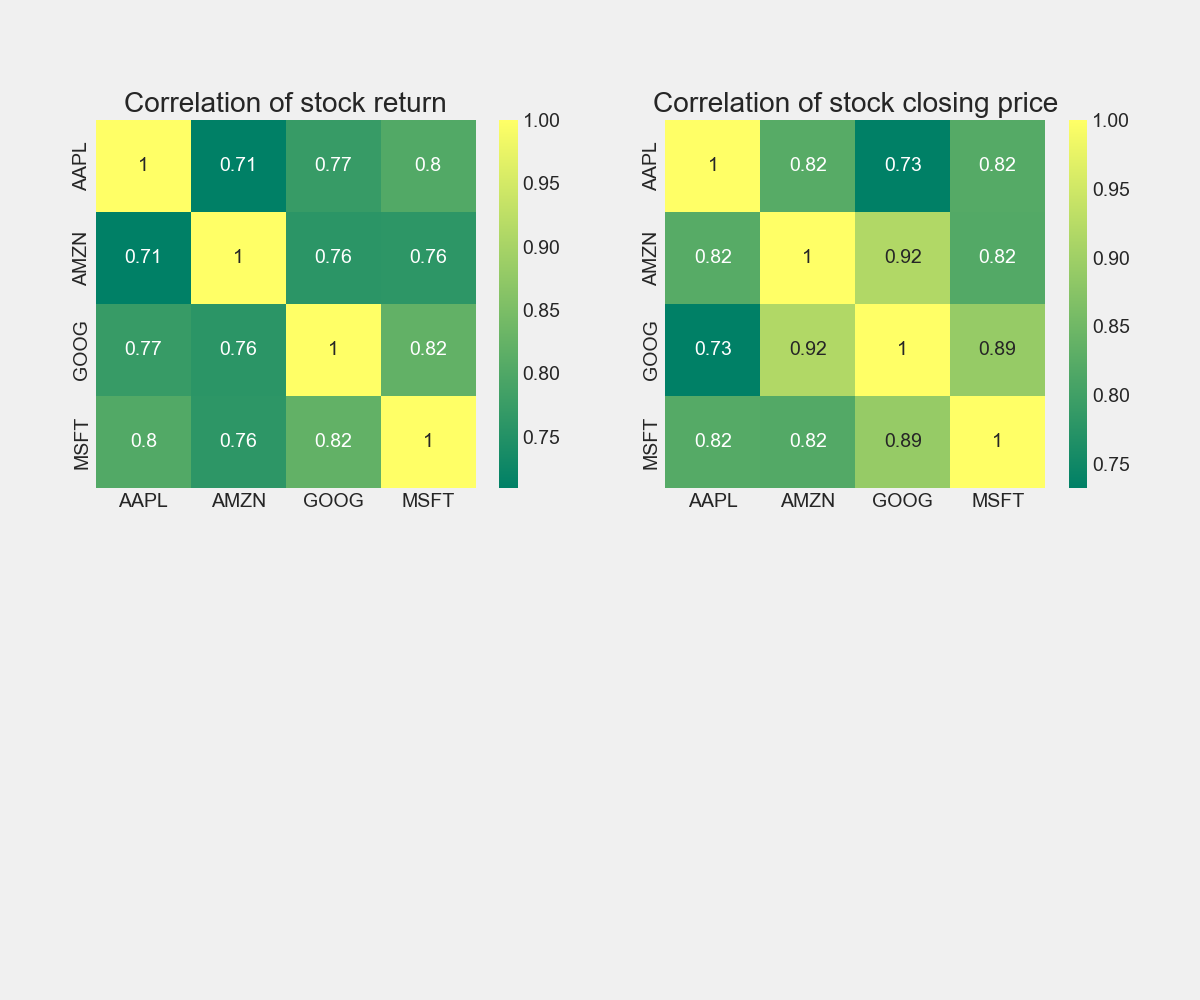 Correlation of stock return
AAPL 1 0.71 0.77 0.8
AMZN 0.71 1 0.76 0.76
GOOG 0.77 0.76 1 0.82
MSFT 0.8 0.76 0.82 1
AAPL AMZN GOOG MSFT
1.00
0.95
0.90
0.85
0.80
0.75
Correlation of stock closing price
AAPL 1 0.82 0.73 0.82
AMZN 0.82 1 0.92 0.82
GOOG 0.73 0.92 1 0.89
MSFT 0.82 0.82 0.89 1
AAPL AMZN GOOG MSFT
1.00
0.95
0.90
0.85
0.80
0.75